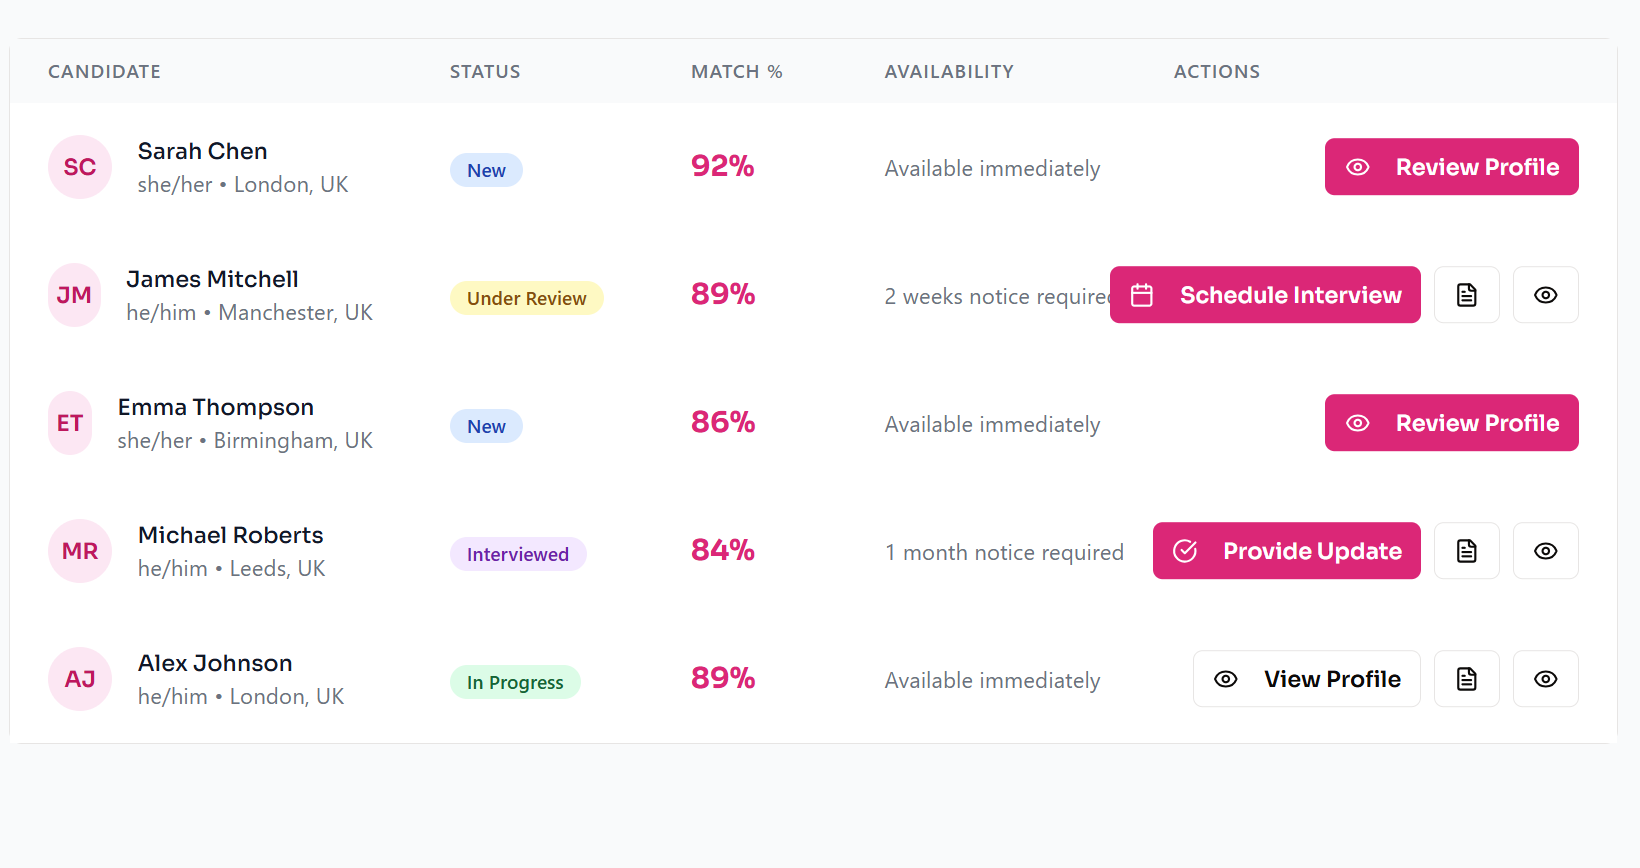 CANDIDATE STATUS MATCH % AVAILABILITY ACTIONS
SC Sarah Chen New 92% Available immediately Review Profile
she/her • London, UK
JM James Mitchell Under Review 89% 2 weeks notice required Schedule Interview
he/him • Manchester, UK
ET Emma Thompson New 86% Available immediately Review Profile
she/her • Birmingham, UK
MR Michael Roberts Interviewed 84% 1 month notice required Provide Update
he/him • Leeds, UK
AJ Alex Johnson In Progress 89% Available immediately View Profile
he/him • London, UK